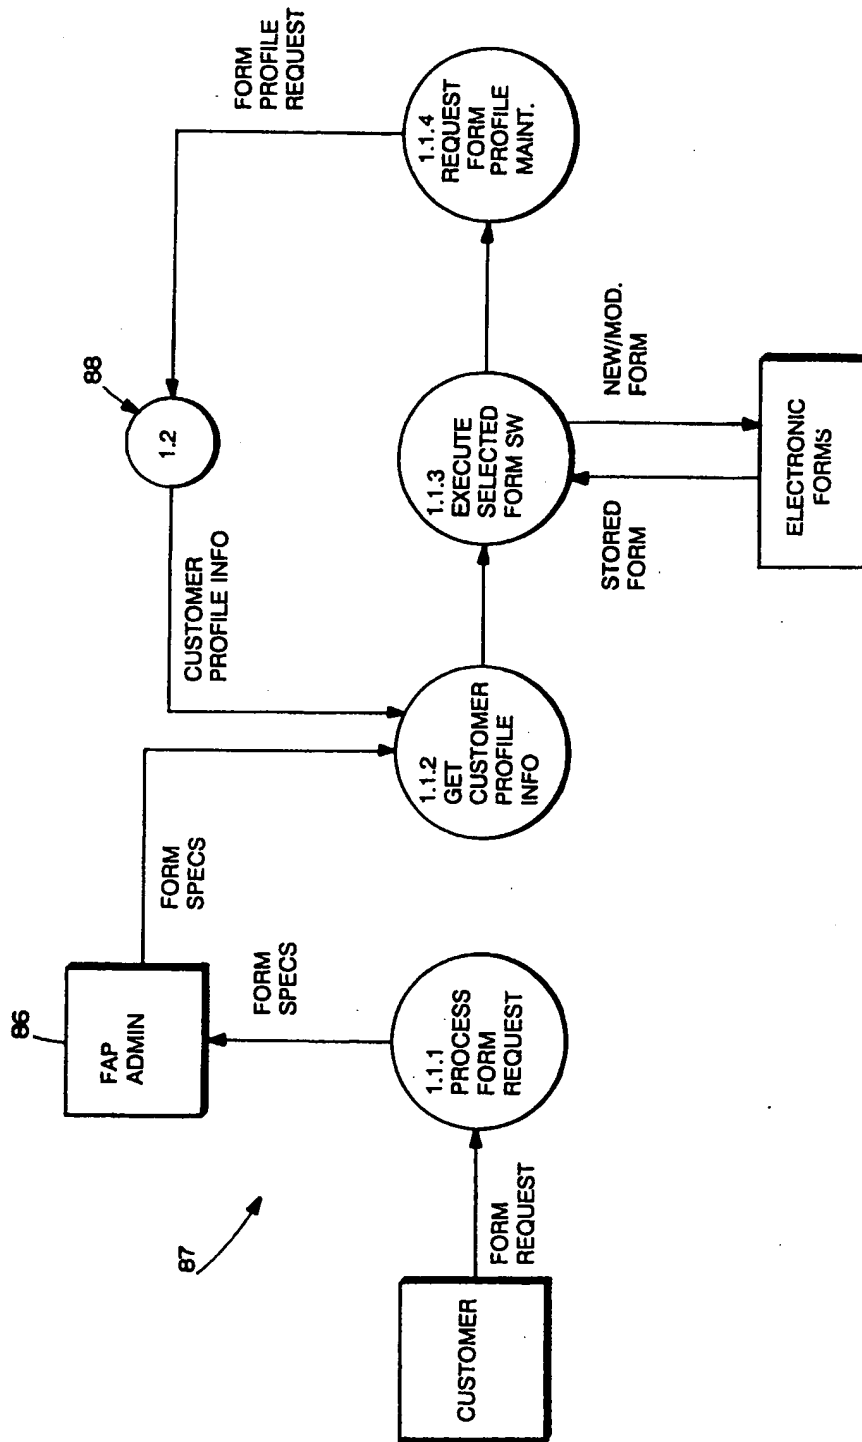 87
86
FAP
ADMIN
FORM
SPECS
FORM
SPECS
CUSTOMER
FORM
REQUEST
1.1.1
PROCESS
FORM
REQUEST
88
1.2
CUSTOMER
PROFILE INFO
FORM
PROFILE
REQUEST
1.1.2
GET
CUSTOMER
PROFILE
INFO
1.1.3
EXECUTE
SELECTED
FORM SW
1.1.4
REQUEST
FORM
PROFILE
MAINT.
STORED
FORM
NEW/MOD.
FORM
ELECTRONIC
FORMS